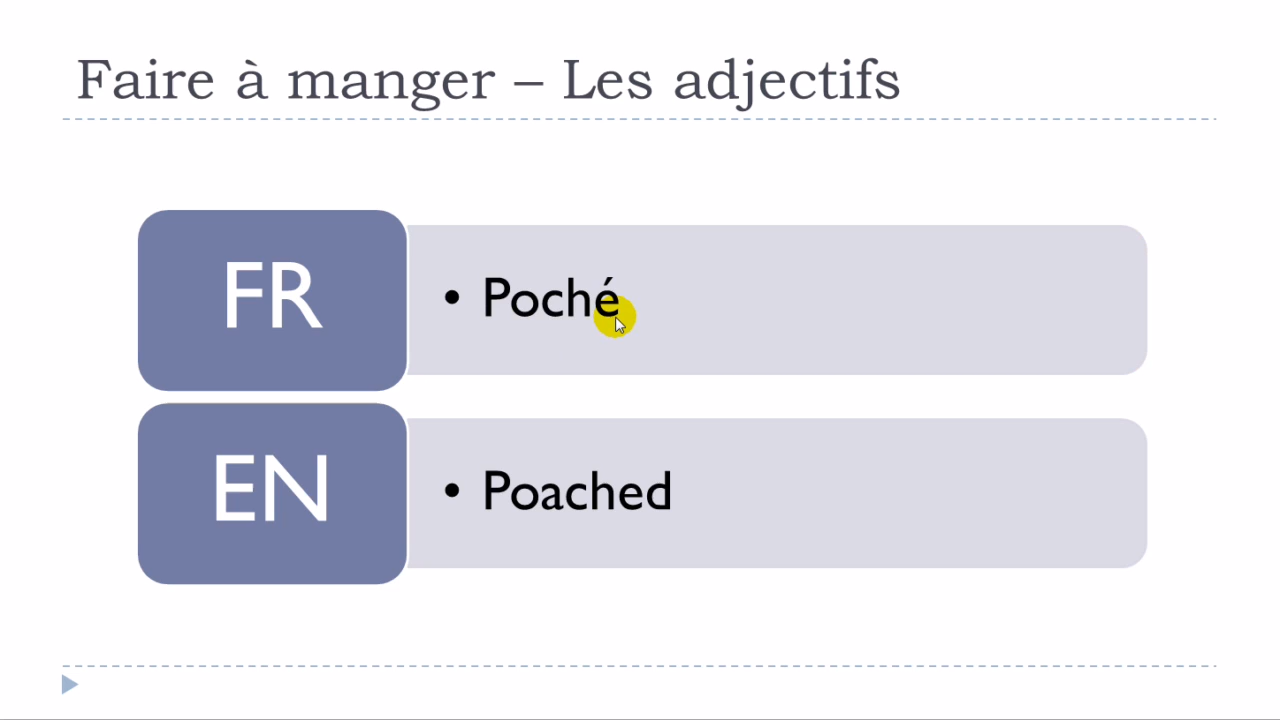 Faire à manger – Les adjectifs
FR
• Poché
EN
• Poached